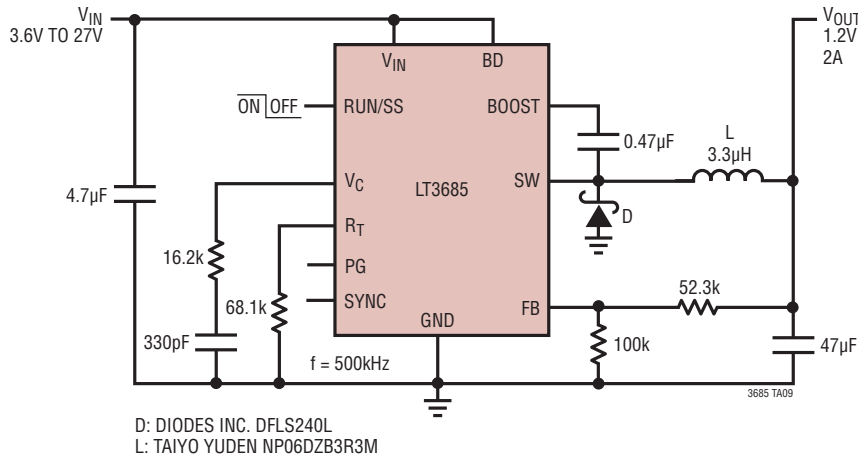 VIN
3.6V TO 27V
VOUT
1.2V
2A
VIN
BD
ON OFF
RUN/SS
BOOST
0.47µF
L
3.3µH
4.7µF
VC
LT3685
SW
D
16.2k
RT
PG
68.1k
SYNC
52.3k
FB
GND
330pF
f = 500kHz
100k
47µF
3685 TA09
D: DIODES INC. DFLS240L
L: TAIYO YUDEN NP06DZB3R3M